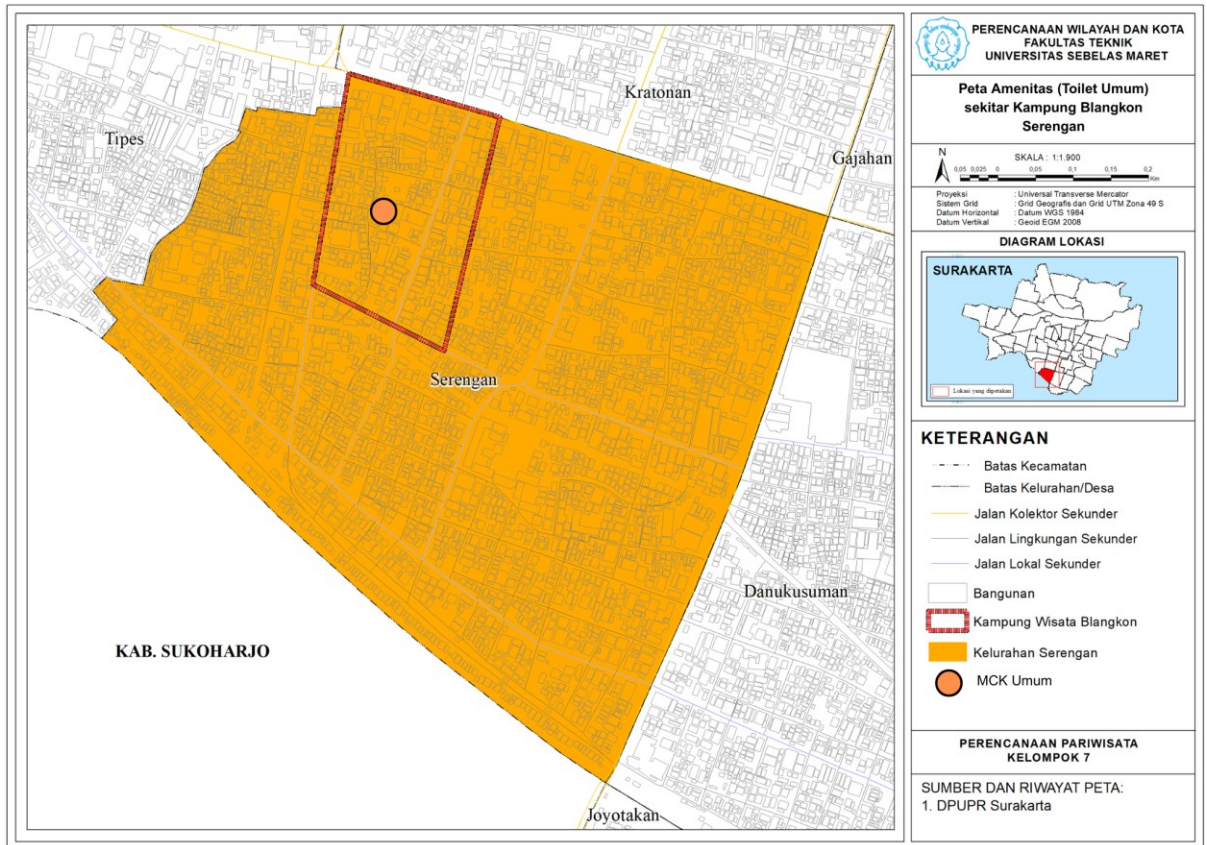 Kratonan
Tipes
Gajahan
Serengan
Danukusuman
KAB. SUKOHARJO
Joyotakan
PERENCANAAN WILAYAH DAN KOTA
FAKULTAS TEKNIK
UNIVERSITAS SEBELAS MARET
Peta Amenitas (Toilet Umum)
sekitar Kampung Blangkon
Serengan
N
SKALA : 1:1.900
0,05 0,025 0 0,05 0,1 0,15 0,2
Km
Proyeksi : Universal Transverse Mercator
Sistem Grid : Grid Geografis dan Grid UTM Zona 49 S
Datum Horizontal : Datum WGS 1984
Datum Vertikal : Geoid EGM 2008
DIAGRAM LOKASI
SURAKARTA
Lokasi yang dipetakan
KETERANGAN
Batas Kecamatan
Batas Kelurahan/Desa
Jalan Kolektor Sekunder
Jalan Lingkungan Sekunder
Jalan Lokal Sekunder
Bangunan
Kampung Wisata Blangkon
Kelurahan Serengan
MCK Umum
PERENCANAAN PARIWISATA
KELOMPOK 7
SUMBER DAN RIWAYAT PETA:
1. DPUPR Surakarta